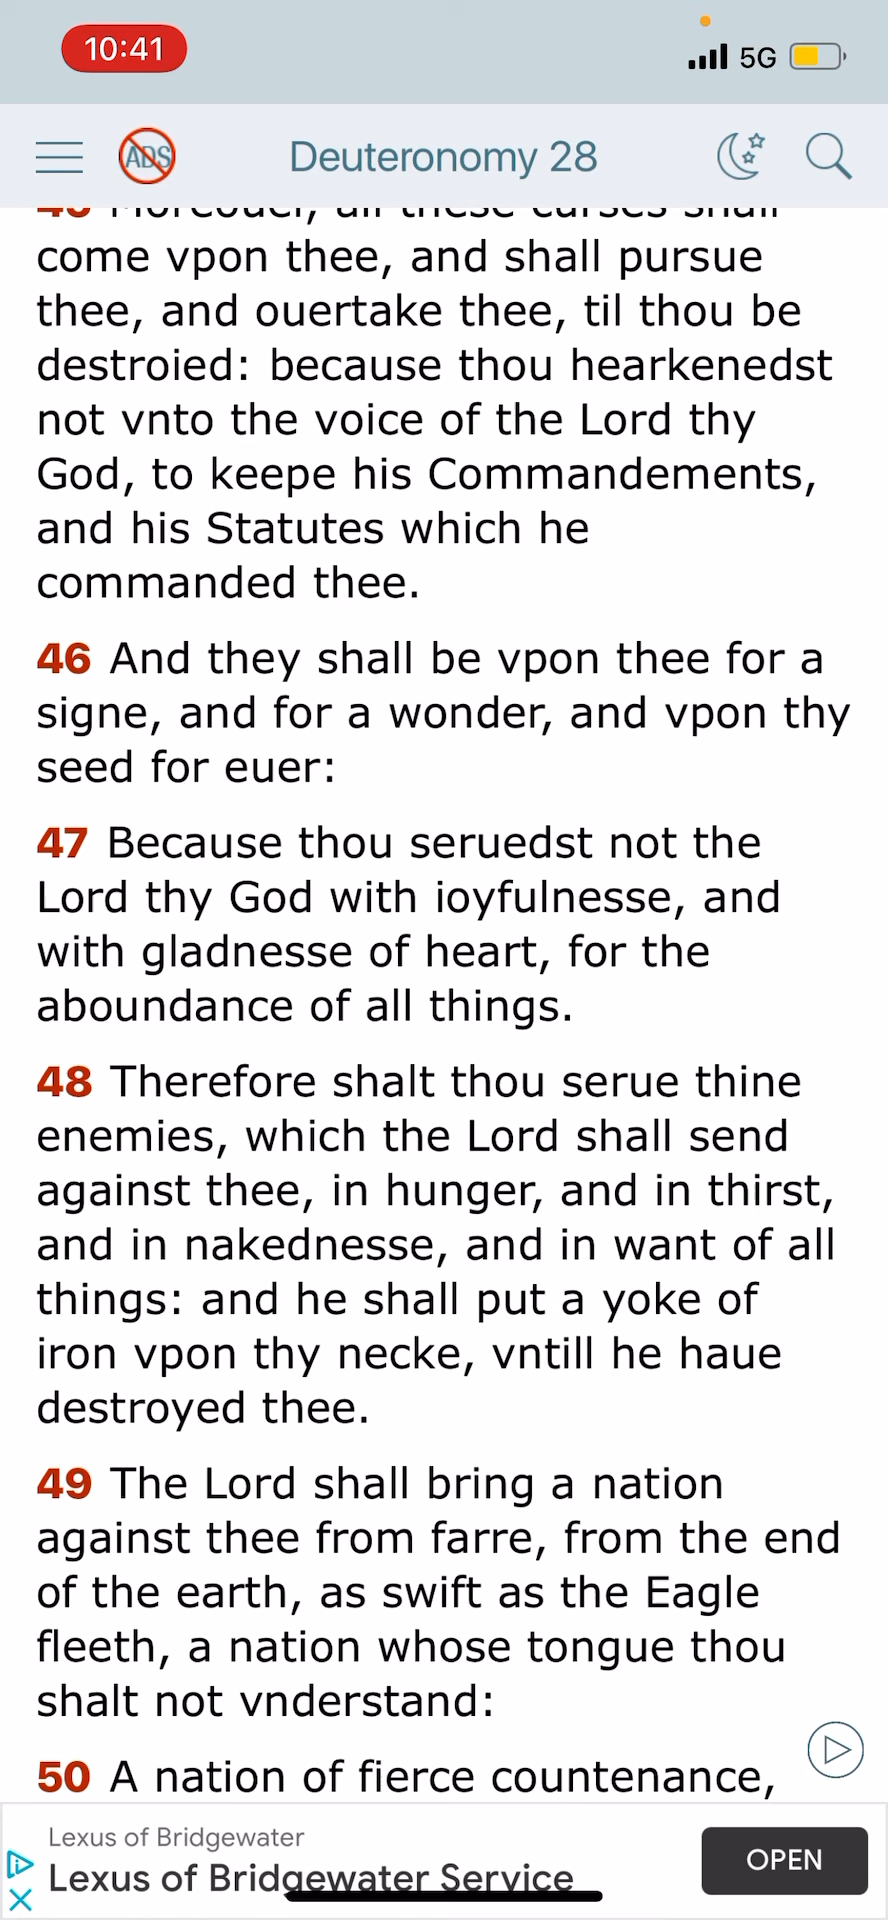 10:41
5G
ADS
Deuteronomy 28
45 Moreouer, all these curses shall
come vpon thee, and shall pursue
thee, and ouertake thee, til thou be
destroied: because thou hearkenedst
not vnto the voice of the Lord thy
God, to keepe his Commandements,
and his Statutes which he
commanded thee.
46 And they shall be vpon thee for a
signe, and for a wonder, and vpon thy
seed for euer:
47 Because thou seruedst not the
Lord thy God with ioyfulnesse, and
with gladnesse of heart, for the
aboundance of all things.
48 Therefore shalt thou serue thine
enemies, which the Lord shall send
against thee, in hunger, and in thirst,
and in nakednesse, and in want of all
things: and he shall put a yoke of
iron vpon thy necke, vntill he haue
destroyed thee.
49 The Lord shall bring a nation
against thee from farre, from the end
of the earth, as swift as the Eagle
fleeth, a nation whose tongue thou
shalt not vnderstand:
50 A nation of fierce countenance,
Lexus of Bridgewater
Lexus of Bridgewater Service
OPEN